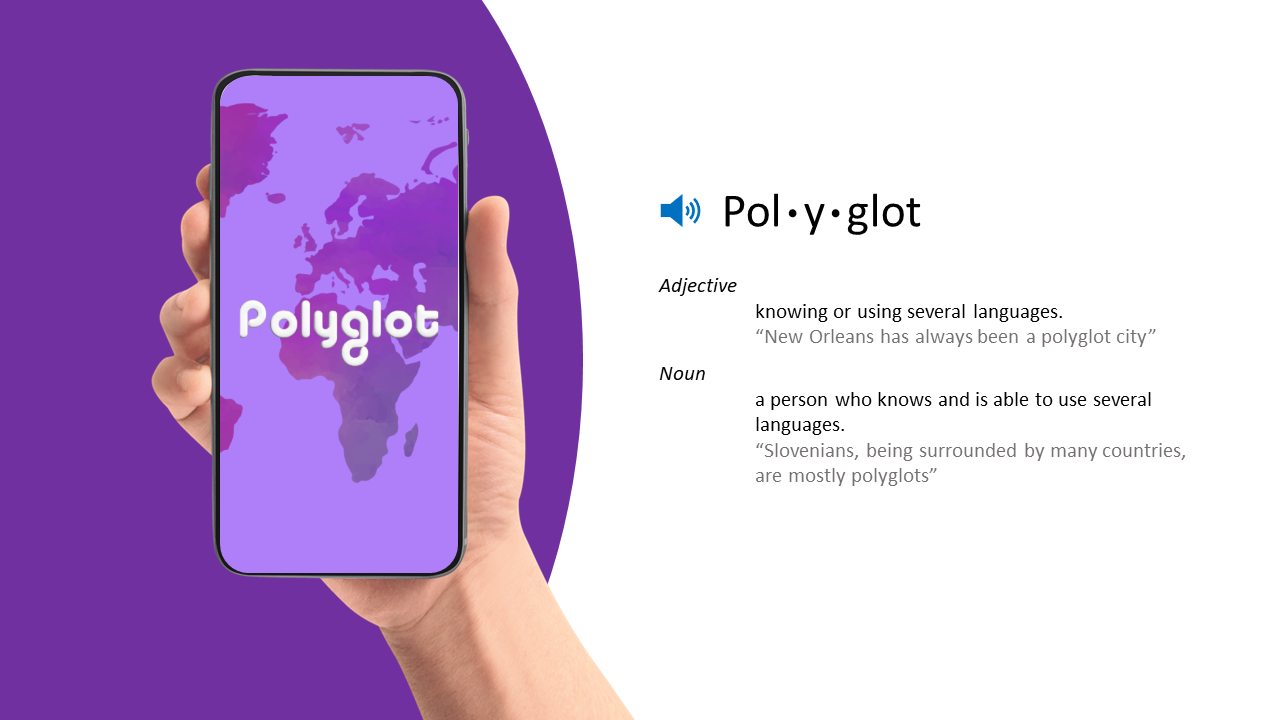 Polyglot
Pol•y•glot
Adjective
knowing or using several languages.
“New Orleans has always been a polyglot city”
Noun
a person who knows and is able to use several
languages.
“Slovenians, being surrounded by many countries,
are mostly polyglots”